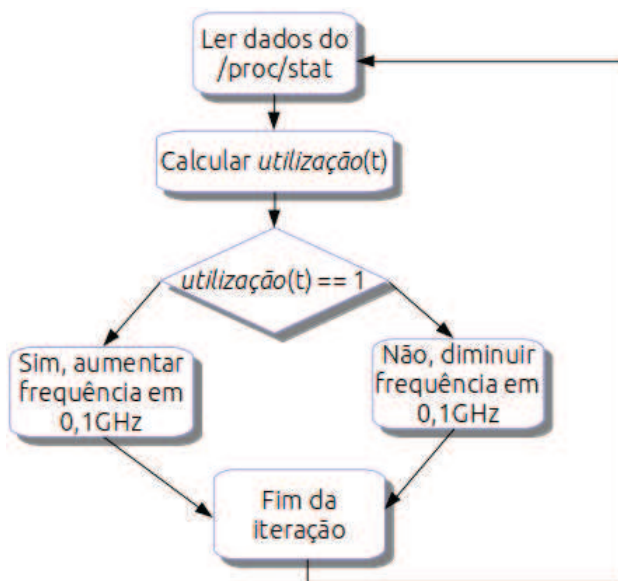 Ler dados do
/proc/stat
Calcular utilização(t)
utilização(t) == 1
Sim, aumentar
frequência em
0,1GHz
Não, diminuir
frequência em
0,1GHz
Fim da
iteração